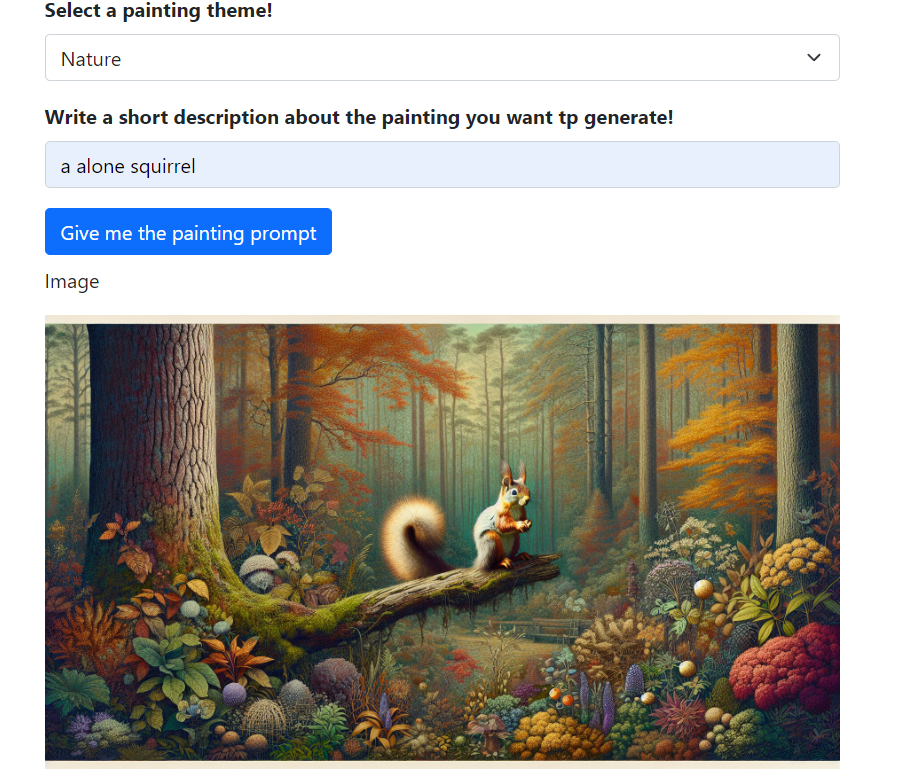 Select a painting theme!
Nature
Write a short description about the painting you want tp generate!
a alone squirrel
Give me the painting prompt
Image